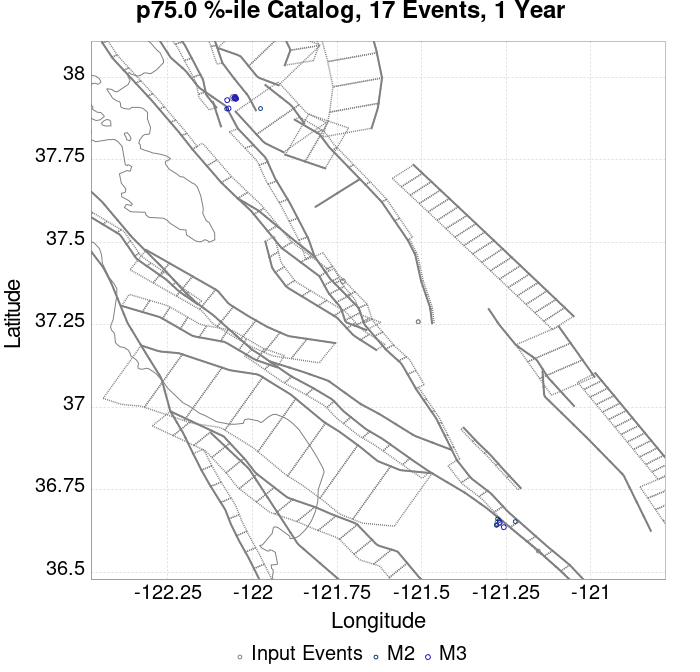 p75.0 %-ile Catalog, 17 Events, 1 Year
38
37.75
37.5
37.25
37
36.75
36.5
Latitude
-122.25 -122 -121.75 -121.5 -121.25 -121
Longitude
Input Events M2 M3